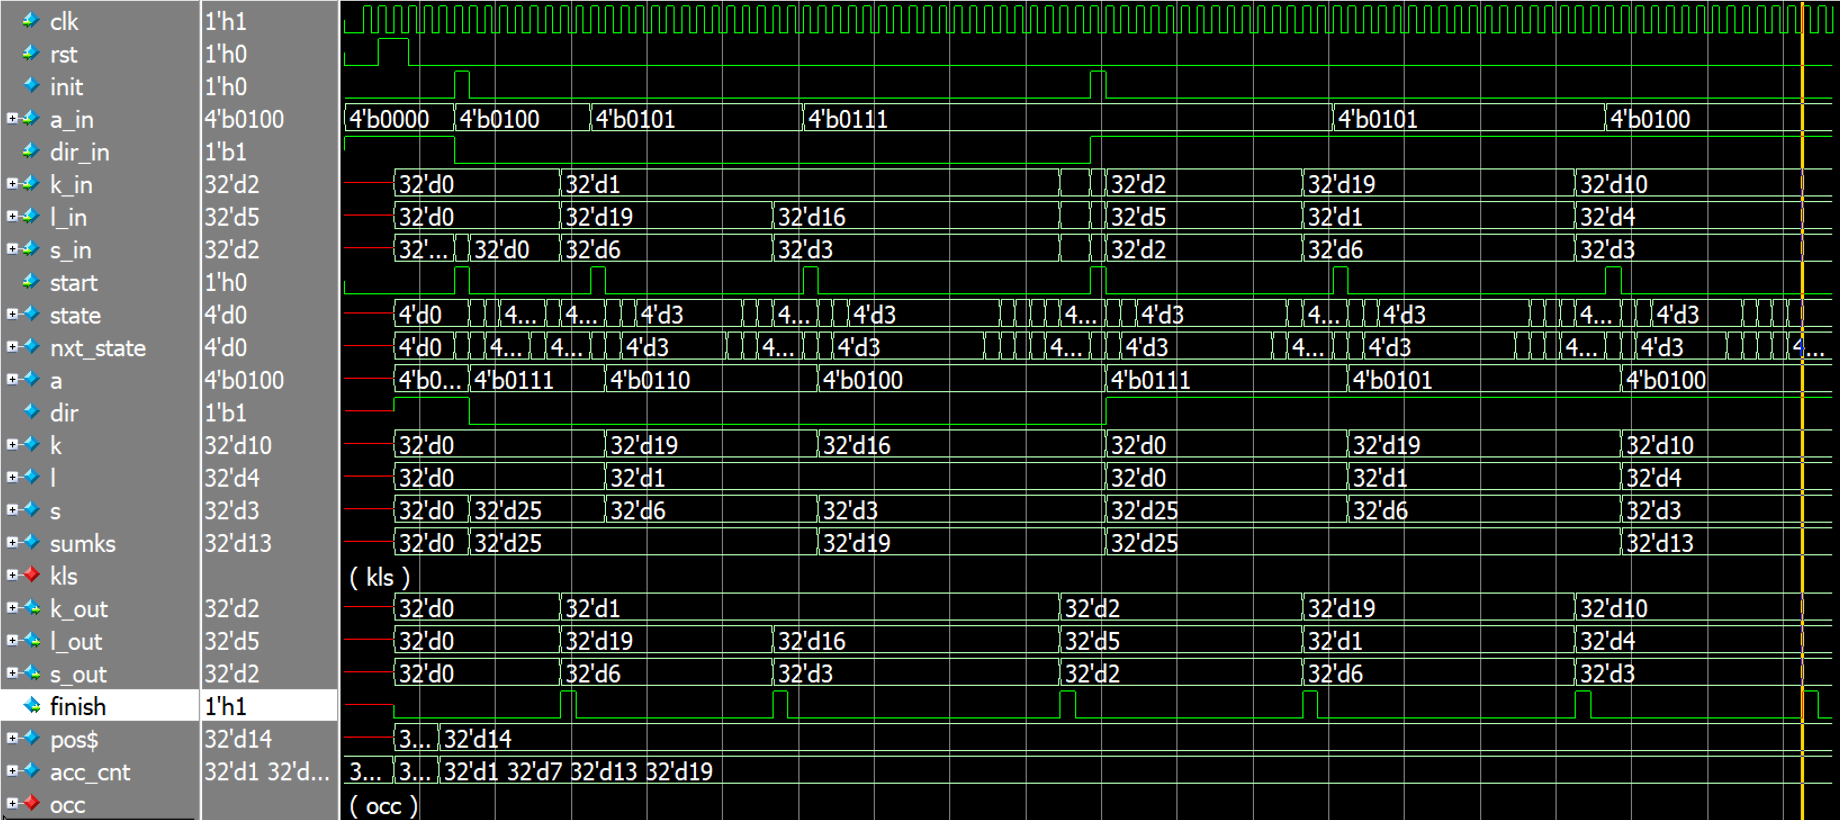 clk 1'h1
rst 1'h0
init 1'h0
a_in 4'b0100 4'b0000 4'b0100 4'b0101 4'b0111 4'b0101 4'b0100
dir_in 1'b1
k_in 32'd2 32'd0 32'd1 32'd2 32'd19 32'd10
l_in 32'd5 32'd0 32'd19 32'd16 32'd5 32'd1 32'd4
s_in 32'd2 32'... 32'd0 32'd6 32'd3 32'd2 32'd6 32'd3
start 1'h0
state 4'd0 4'd0 4... 4... 4'd3 4... 4'd3 4... 4'd3 4... 4'd3 4... 4'd3
nxt_state 4'd0 4'd0 4... 4... 4'd3 4... 4'd3 4... 4'd3 4... 4'd3 4... 4'd3 4...
a 4'b0100 4'b0... 4'b0111 4'b0110 4'b0100 4'b0111 4'b0101 4'b0100
dir 1'b1
k 32'd10 32'd0 32'd19 32'd16 32'd0 32'd19 32'd10
l 32'd4 32'd0 32'd1 32'd0 32'd1 32'd4
s 32'd3 32'd0 32'd25 32'd6 32'd3 32'd25 32'd6 32'd3
sumks 32'd13 32'd0 32'd25 32'd19 32'd25 32'd13
kls ( kls )
k_out 32'd2 32'd0 32'd1 32'd2 32'd19 32'd10
l_out 32'd5 32'd0 32'd19 32'd16 32'd5 32'd1 32'd4
s_out 32'd2 32'd0 32'd6 32'd3 32'd2 32'd6 32'd3
finish 1'h1
pos$ 32'd14 3... 32'd14
acc_cnt 32'd1 32'd... 3... 3... 32'd1 32'd7 32'd13 32'd19
occ ( occ )